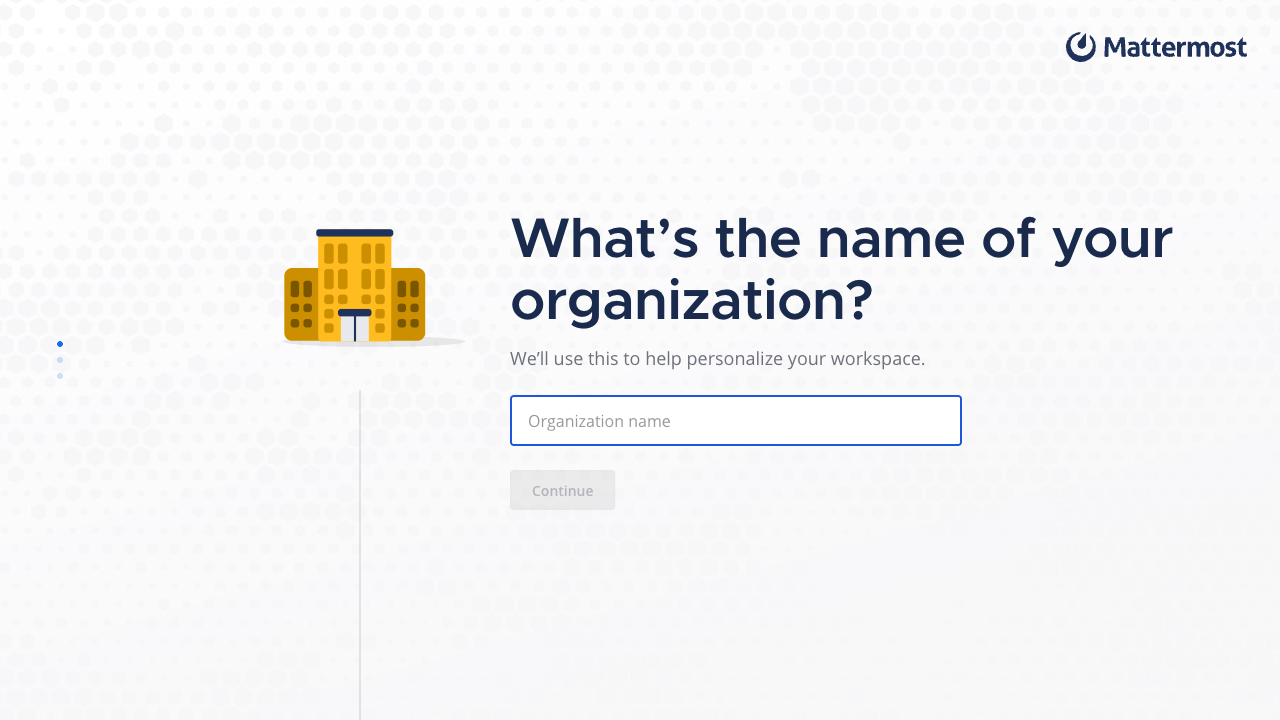 Mattermost
What’s the name of your
organization?
We’ll use this to help personalize your workspace.
Organization name
Continue